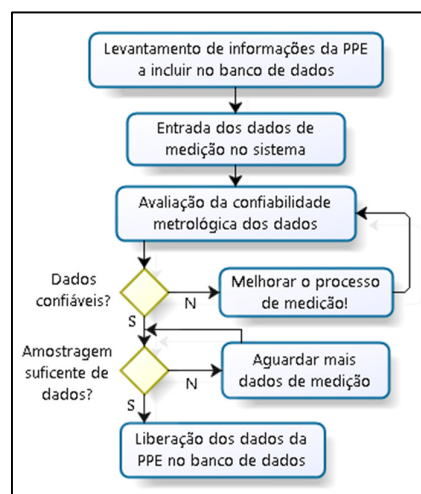 Levantamento de informações da PPE
a incluir no banco de dados
Entrada dos dados de
medição no sistema
Avaliação da confiabilidade
metrológica dos dados
Dados
confiáveis?
N
Melhorar o processo
de medição!
S
Amostragem
suficente de
dados?
N
Aguardar mais
dados de medição
S
Liberação dos dados da
PPE no banco de dados